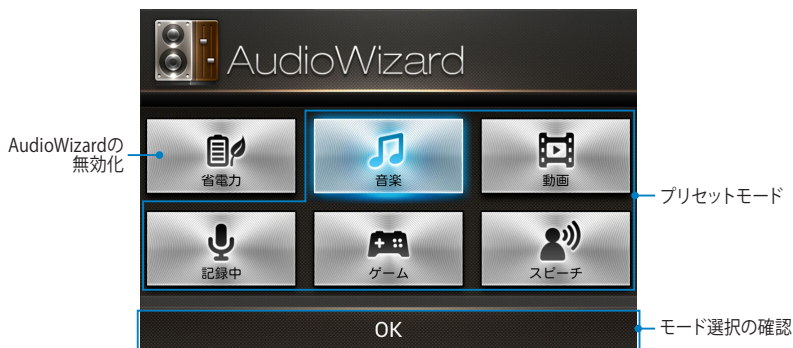 AudioWizard
AudioWizardの
無効化
省電力
音楽
動画
プリセットモード
記録中
ゲーム
スピーチ
OK
モード選択の確認